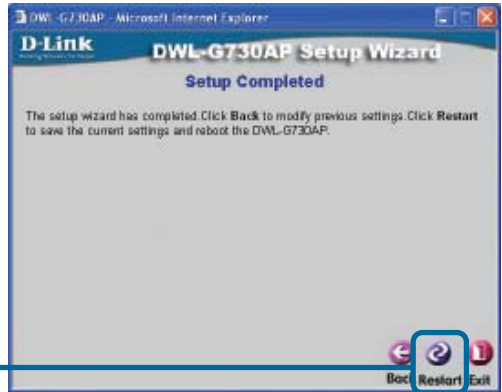 DWL-G730AP - Microsoft Internet Explorer
D-Link
DWL-G730AP Setup Wizard
Setup Completed
The setup wizard has completed. Click Back to modify previous settings. Click Restart
to save the current settings and reboot the DWL-G730AP.
Back Restart Exit